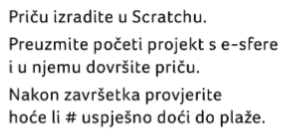 Priču izradite u Scratchu.
Preuzmite početi projekt s e-sfere
i u njemu dovršite priču.
Nakon završetka provjerite
hoće li # uspješno doći do plaže.